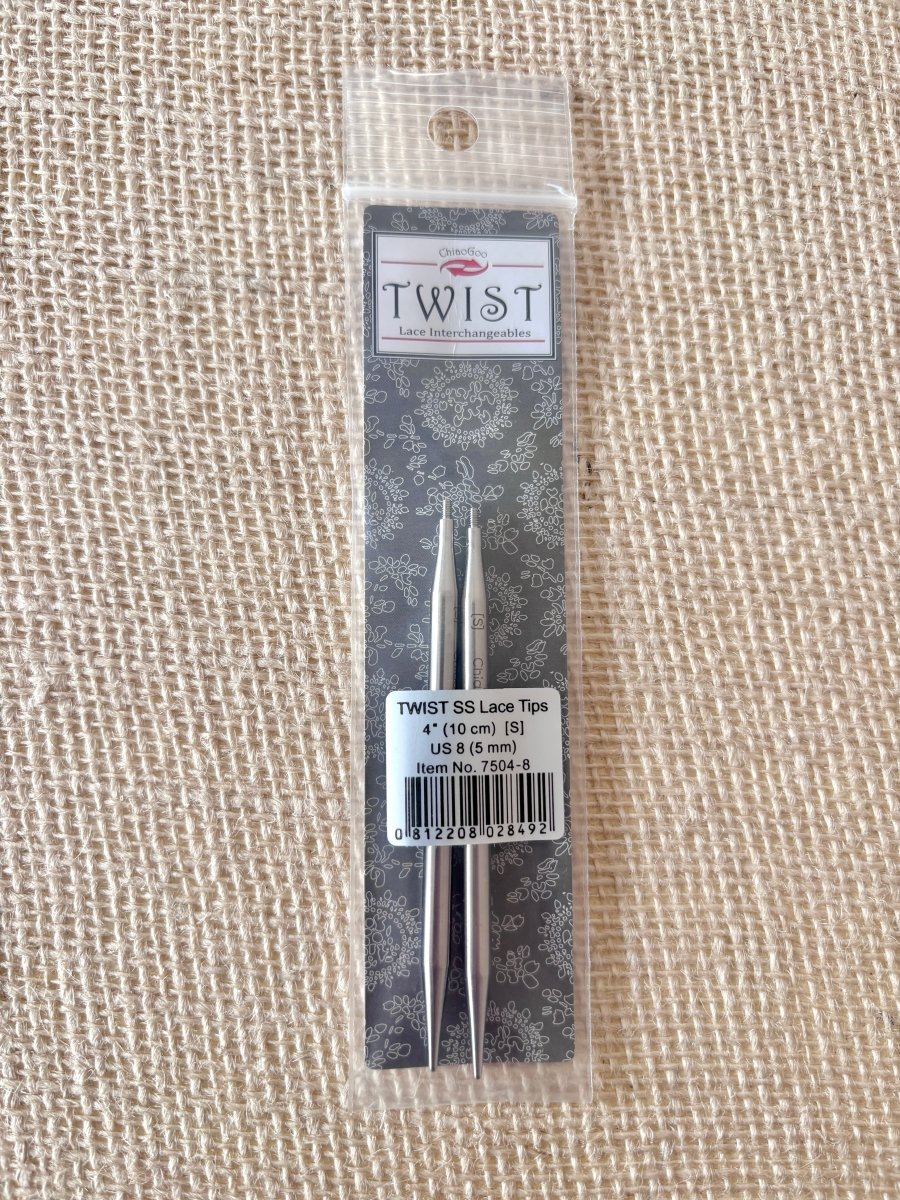 ChiaoGoo
TWIST
Lace Interchangeables
[S] Chia
TWIST SS Lace Tips
4" (10 cm) [S]
US 8 (5 mm)
Item No. 7504-8
0 812208 028492